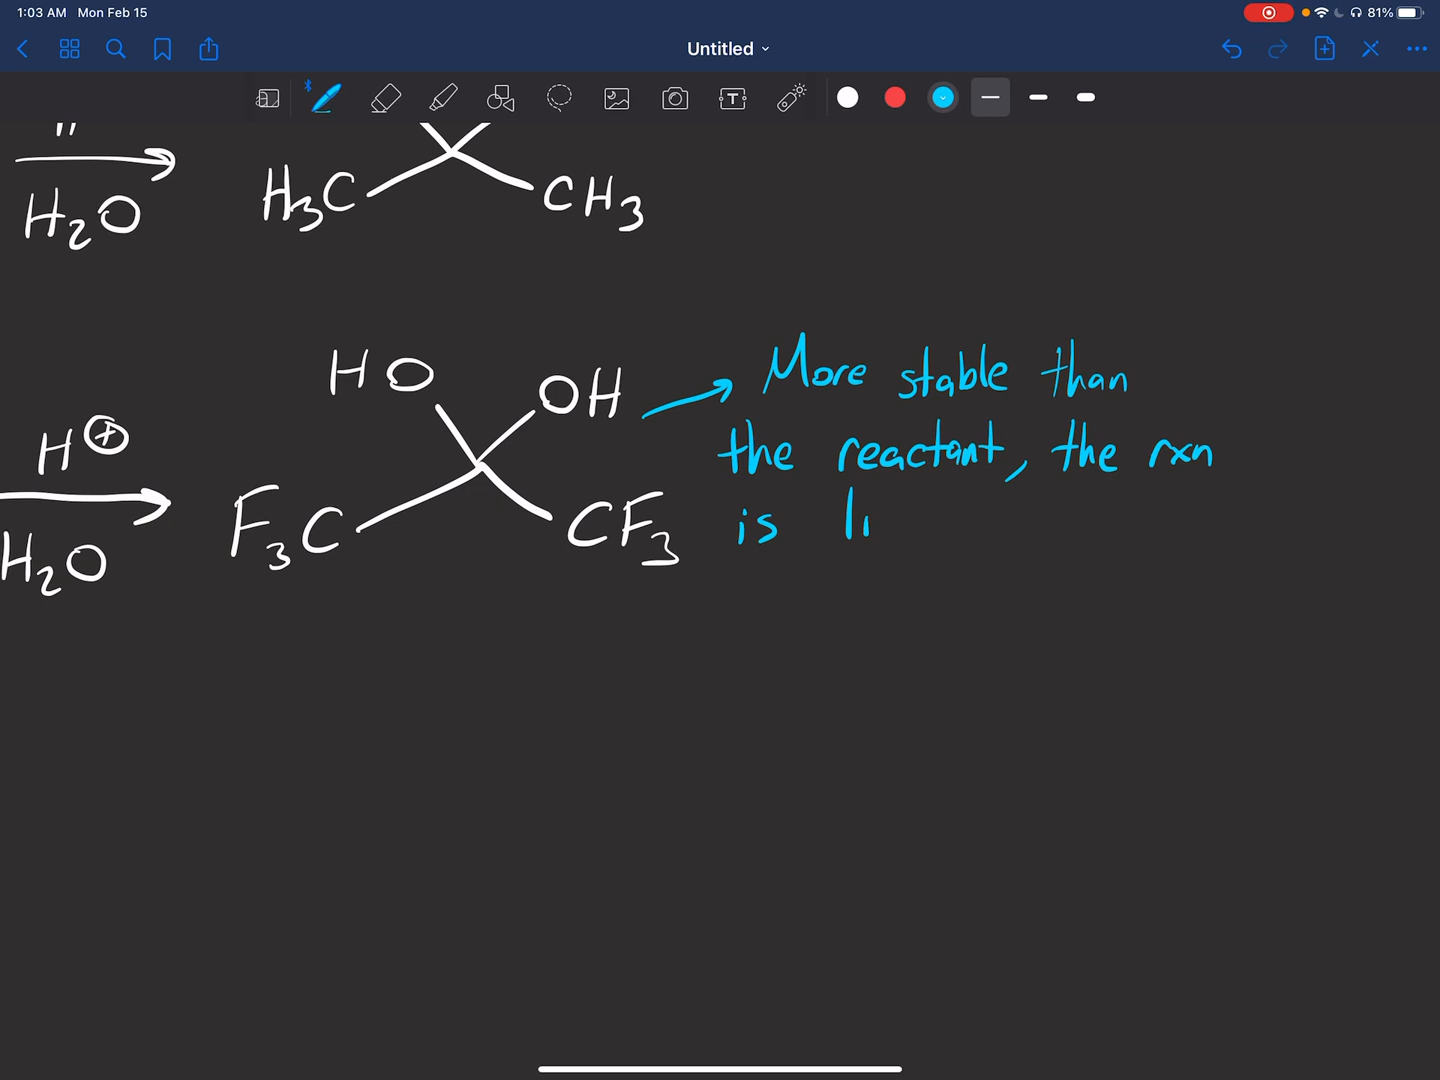 1:03 AM Mon Feb 15
81%
Untitled
T
H₂O
H₃C
CH₃
HO
OH
More stable than
the reactant, the rxn
is
H⊕
H₂O
F₃C
CF₃